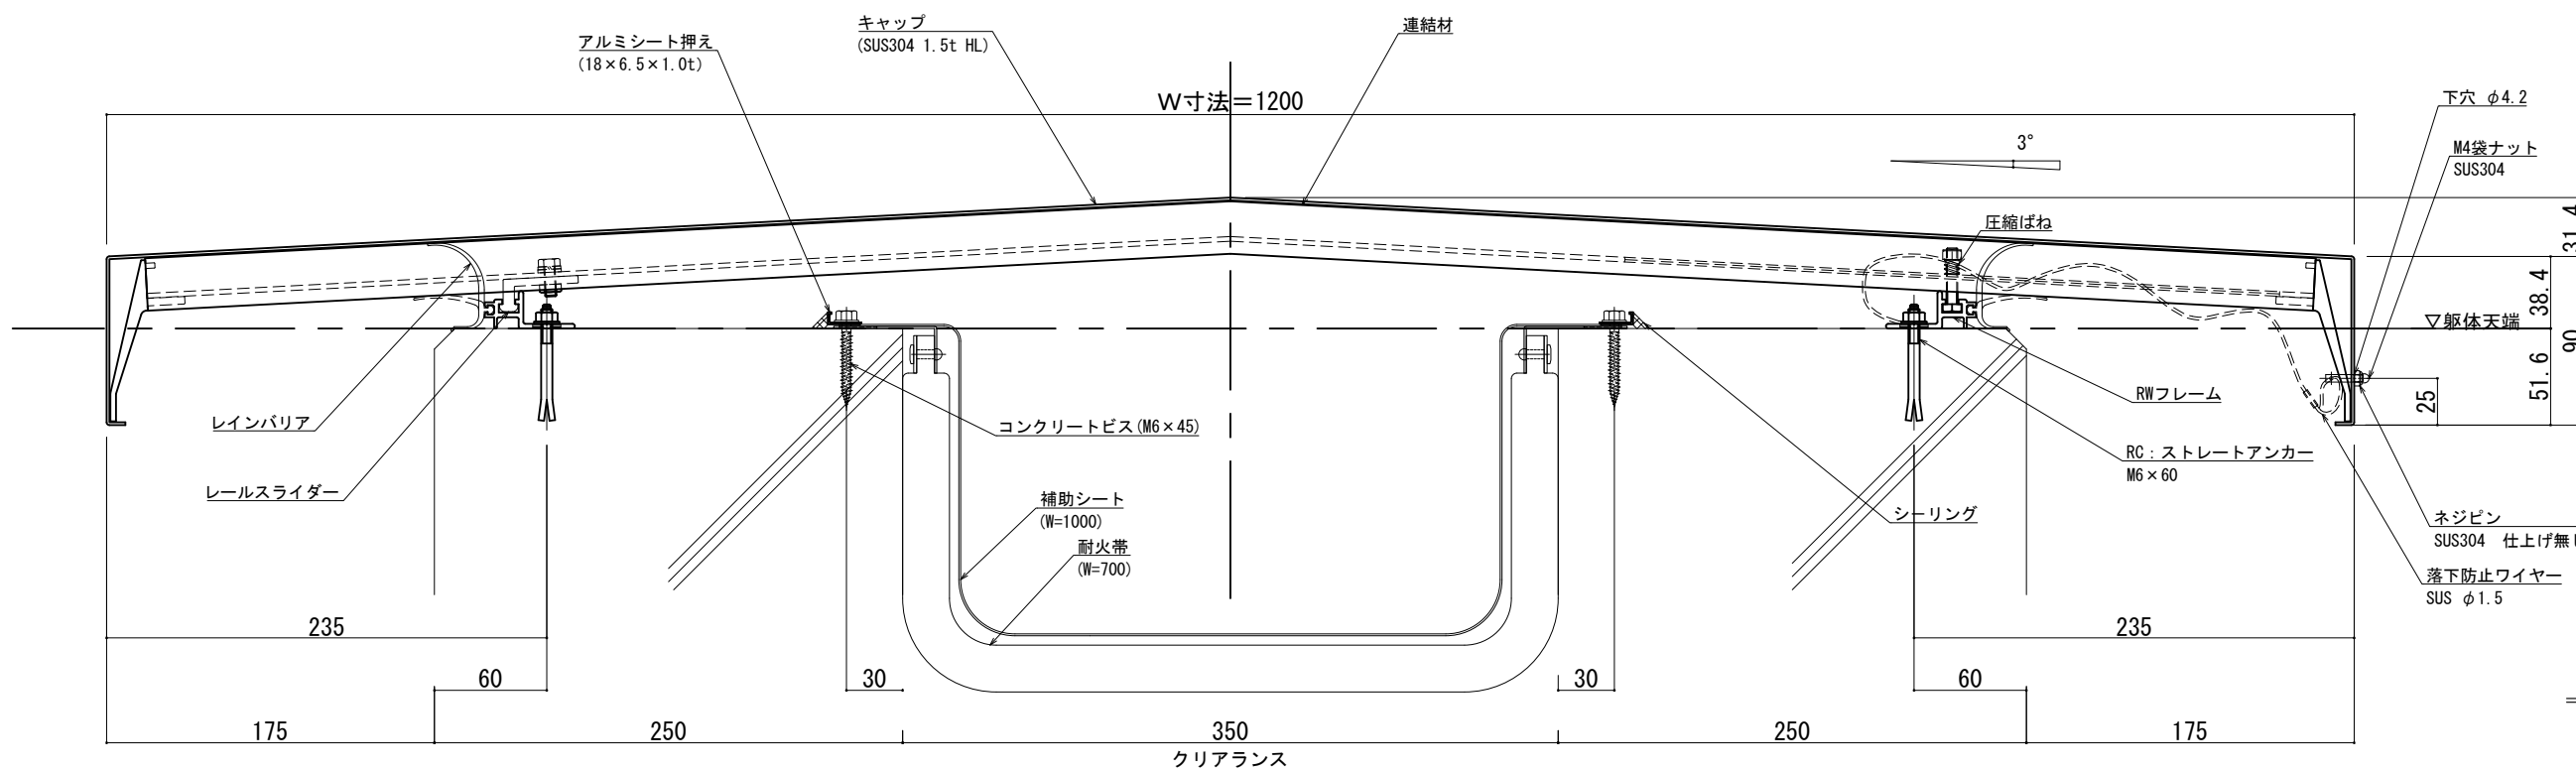 キャップ
(SUS304 1.5t HL)
連結材
アルミシート押え
(18×6.5×1.0t)
W寸法=1200
下穴 φ4.2
3°
M4袋ナット
SUS304
圧縮ばね
31.4
38.4
▽躯体天端
90
51.6
25
レインバリア
コンクリートビス(M6×45)
RWフレーム
RC:ストレートアンカー
M6×60
レールスライダー
補助シート
(W=1000)
シーリング
ネジピン
SUS304 仕上げ無
耐火帯
(W=700)
落下防止ワイヤー
SUS φ1.5
235
235
60
30
30
60
175
250
350
250
175
クリアランス